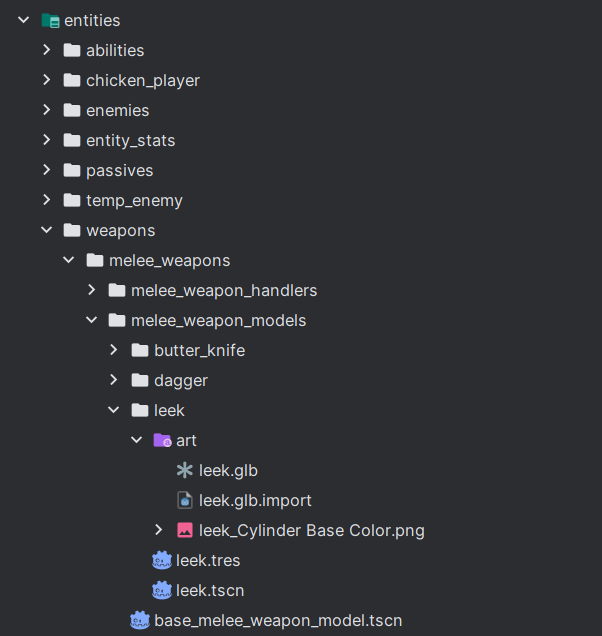 entities
abilities
chicken_player
enemies
entity_stats
passives
temp_enemy
weapons
melee_weapons
melee_weapon_handlers
melee_weapon_models
butter_knife
dagger
leek
art
leek.glb
leek.glb.import
leek_Cylinder Base Color.png
leek.tres
leek.tscn
base_melee_weapon_model.tscn